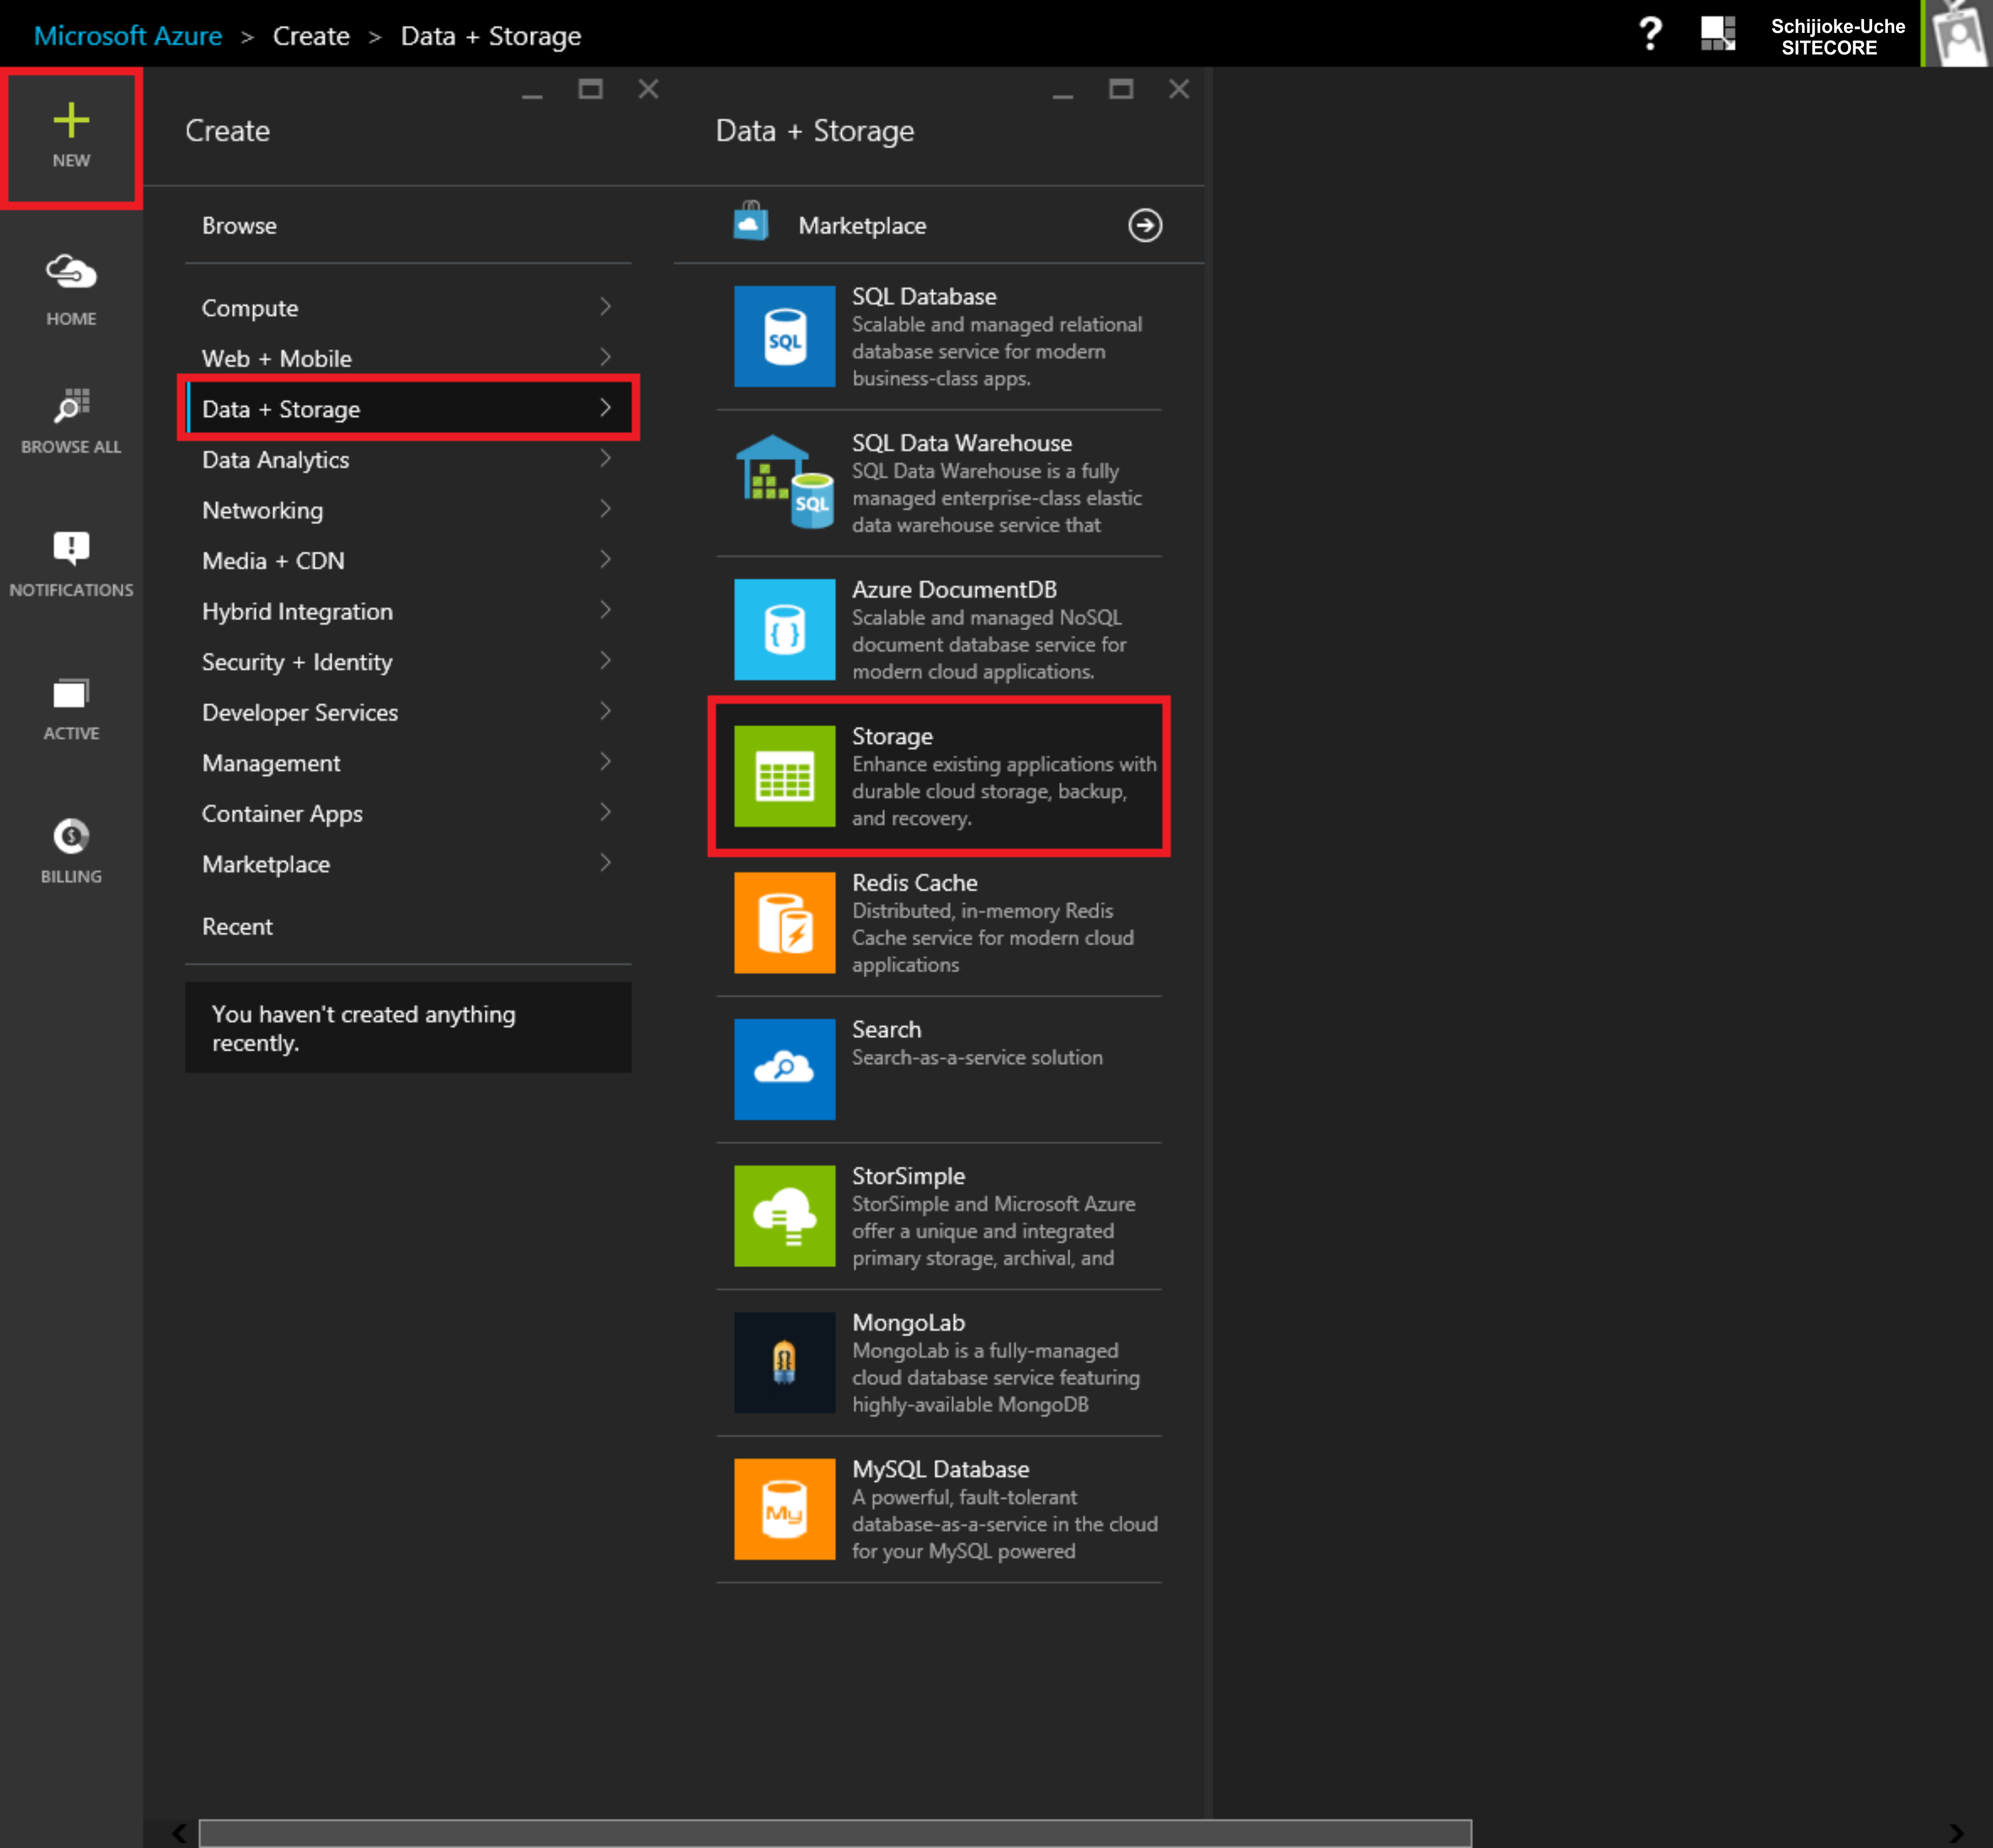 Microsoft Azure > Create > Data + Storage
?
Schijioke-Uche
SITECORE
NEW
HOME
BROWSE ALL
NOTIFICATIONS
ACTIVE
BILLING
Create
Browse
Compute
Web + Mobile
Data + Storage
Data Analytics
Networking
Media + CDN
Hybrid Integration
Security + Identity
Developer Services
Management
Container Apps
Marketplace
Recent
You haven't created anything
recently.
Data + Storage
Marketplace
SQL
SQL Database
Scalable and managed relational
database service for modern
business-class apps.
SQL
SQL Data Warehouse
SQL Data Warehouse is a fully
managed enterprise-class elastic
data warehouse service that
Azure DocumentDB
Scalable and managed NoSQL
document database service for
modern cloud applications.
Storage
Enhance existing applications with
durable cloud storage, backup,
and recovery.
Redis Cache
Distributed, in-memory Redis
Cache service for modern cloud
applications
Search
Search-as-a-service solution
StorSimple
StorSimple and Microsoft Azure
offer a unique and integrated
primary storage, archival, and
MongoLab
MongoLab is a fully-managed
cloud database service featuring
highly-available MongoDB
My
MySQL Database
A powerful, fault-tolerant
database-as-a-service in the cloud
for your MySQL powered